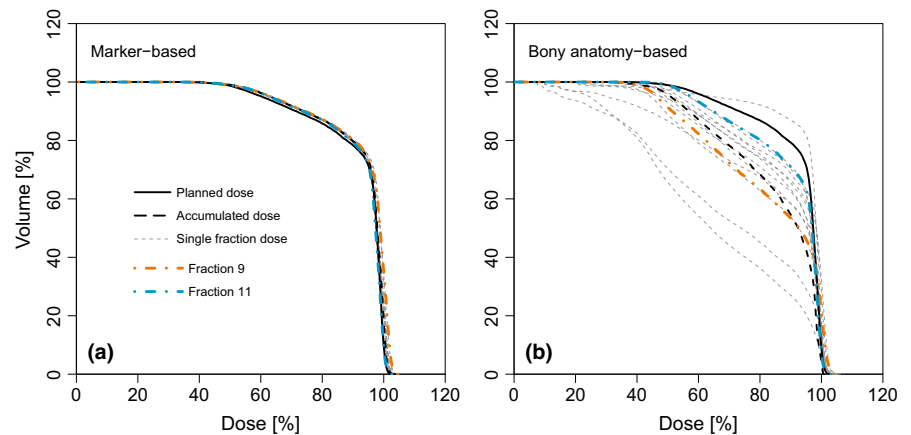 Marker−based
Volume [%]
0
20
40
60
80
100
120
Planned dose
Accumulated dose
Single fraction dose
Fraction 9
Fraction 11
(a)
0 20 40 60 80 100 120
Dose [%]
Bony anatomy−based
0
20
40
60
80
100
120
(b)
0 20 40 60 80 100 120
Dose [%]